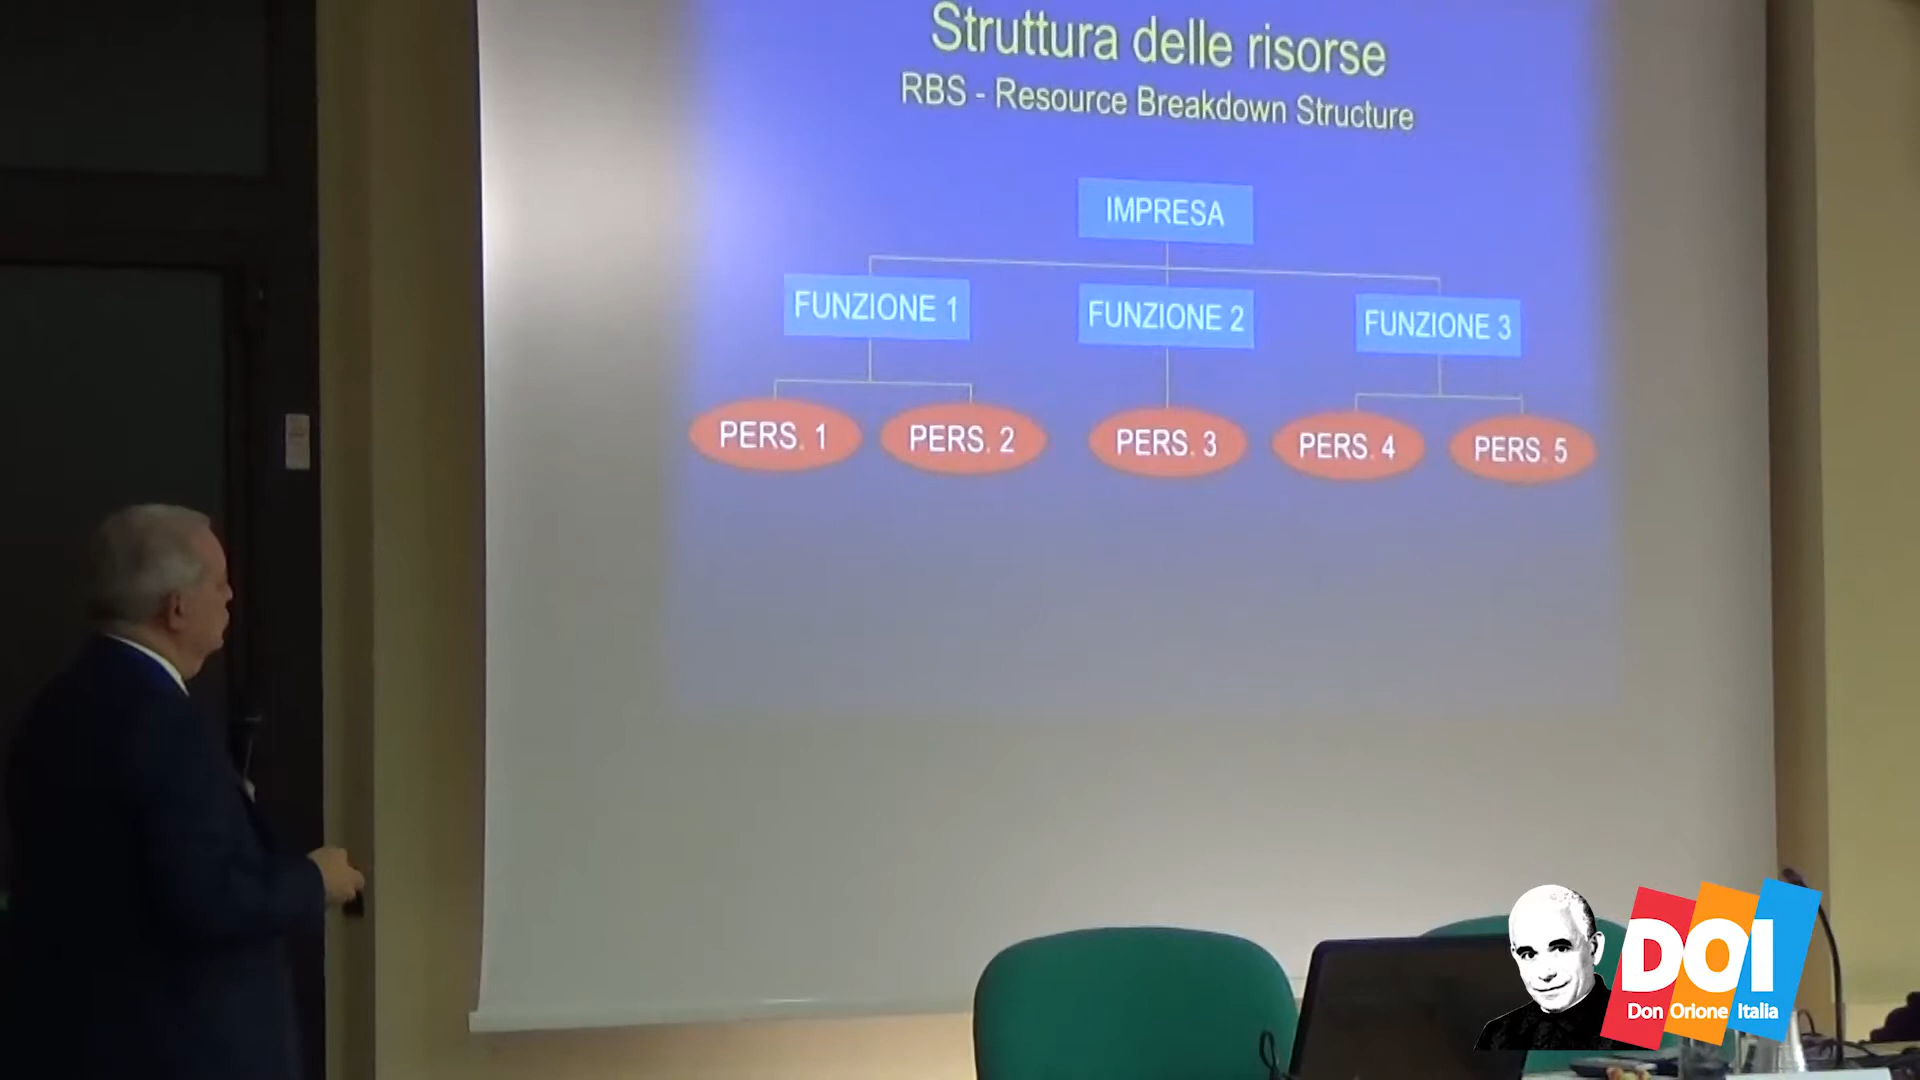 Struttura delle risorse
RBS - Resource Breakdown Structure
IMPRESA
FUNZIONE 1
FUNZIONE 2
FUNZIONE 3
PERS. 1
PERS. 2
PERS. 3
PERS. 4
PERS. 5
DOI
Don Orione Italia